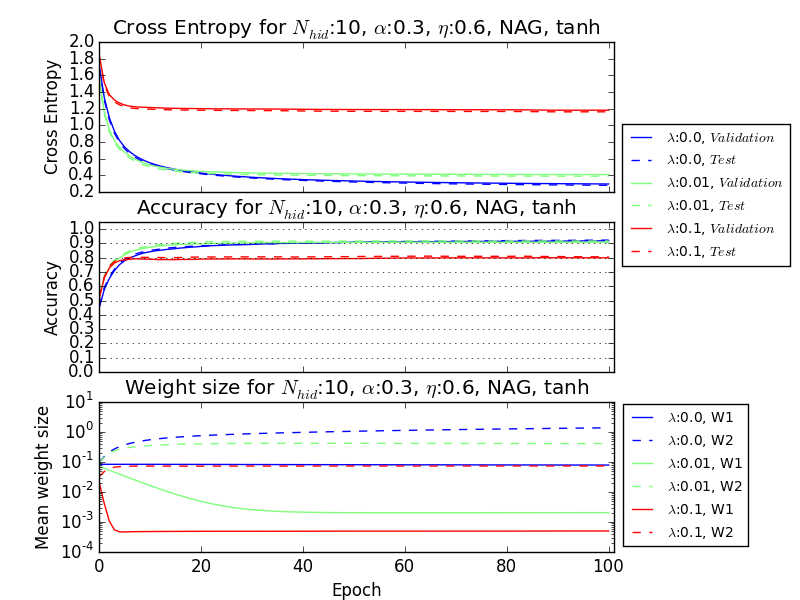 Cross Entropy for N_hid:10, α:0.3, η:0.6, NAG, tanh
Cross Entropy
2.0
1.8
1.6
1.4
1.2
1.0
0.8
0.6
0.4
0.2
λ:0.0, Validation
λ:0.0, Test
λ:0.01, Validation
λ:0.01, Test
λ:0.1, Validation
λ:0.1, Test
Accuracy for N_hid:10, α:0.3, η:0.6, NAG, tanh
Accuracy
1.0
0.9
0.8
0.7
0.6
0.5
0.4
0.3
0.2
0.1
0.0
Weight size for N_hid:10, α:0.3, η:0.6, NAG, tanh
Mean weight size
10^1
10^0
10^-1
10^-2
10^-3
10^-4
λ:0.0, W1
λ:0.0, W2
λ:0.01, W1
λ:0.01, W2
λ:0.1, W1
λ:0.1, W2
0 20 40 60 80 100
Epoch